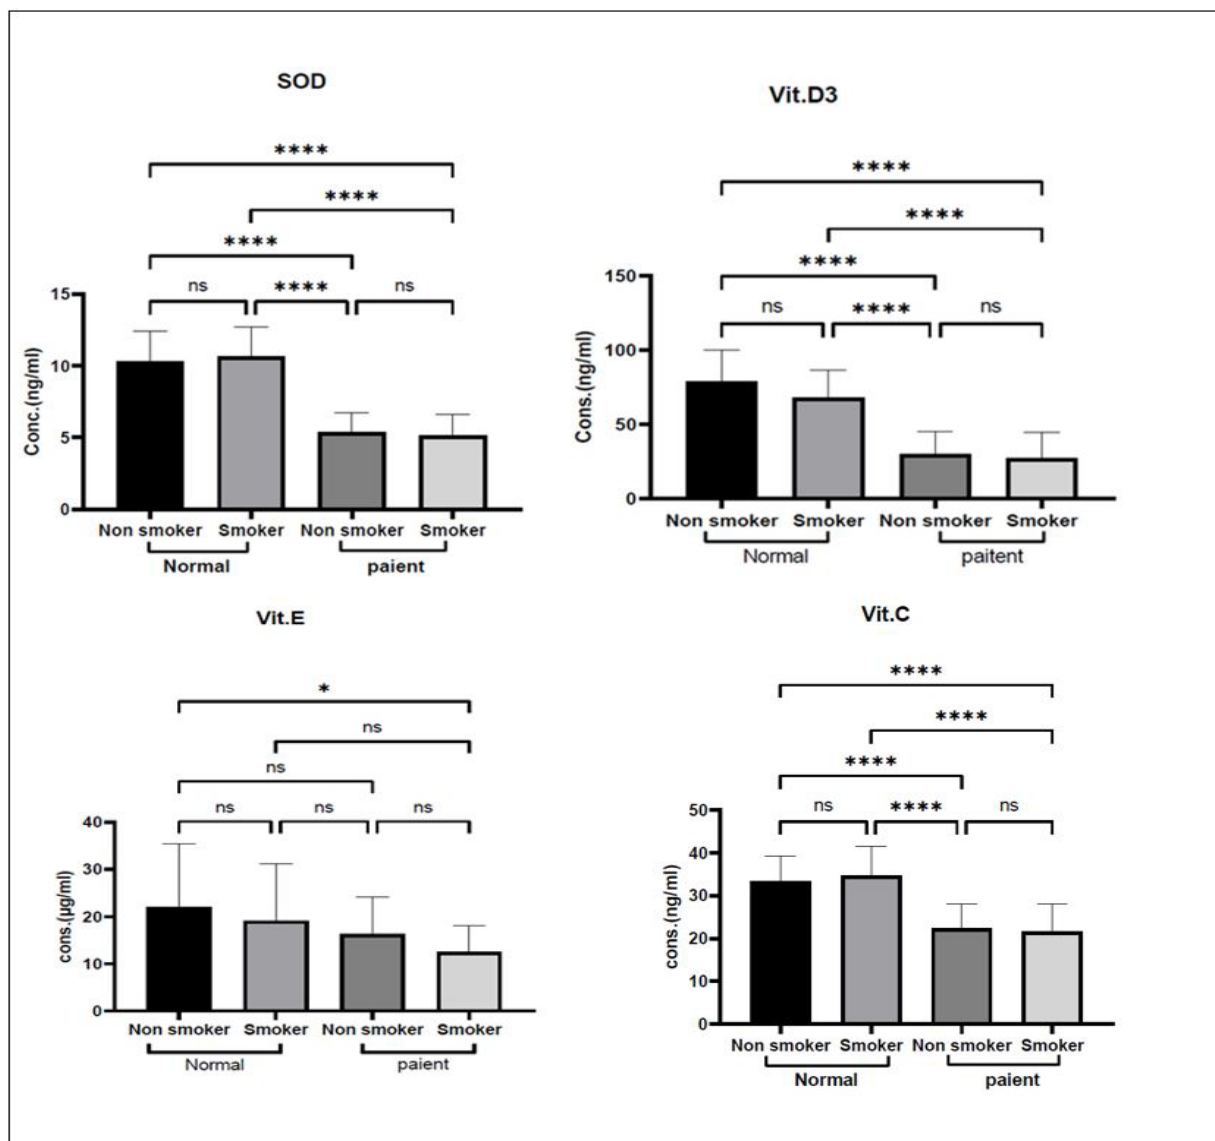 SOD
****
****
****
ns
****
ns
15
10
5
0
Conc.(ng/ml)
Non smoker Smoker Non smoker Smoker
Normal paient
Vit.D3
****
****
****
ns
****
ns
150
100
50
0
Cons.(ng/ml)
Non smoker Smoker Non smoker Smoker
Normal paitent
Vit.E
*
ns
ns
ns
ns
ns
40
30
20
10
0
cons.(µg/ml)
Non smoker Smoker Non smoker Smoker
Normal paient
Vit.C
****
****
****
ns
****
ns
50
40
30
20
10
0
cons.(ng/ml)
Non smoker Smoker Non smoker Smoker
Normal paient